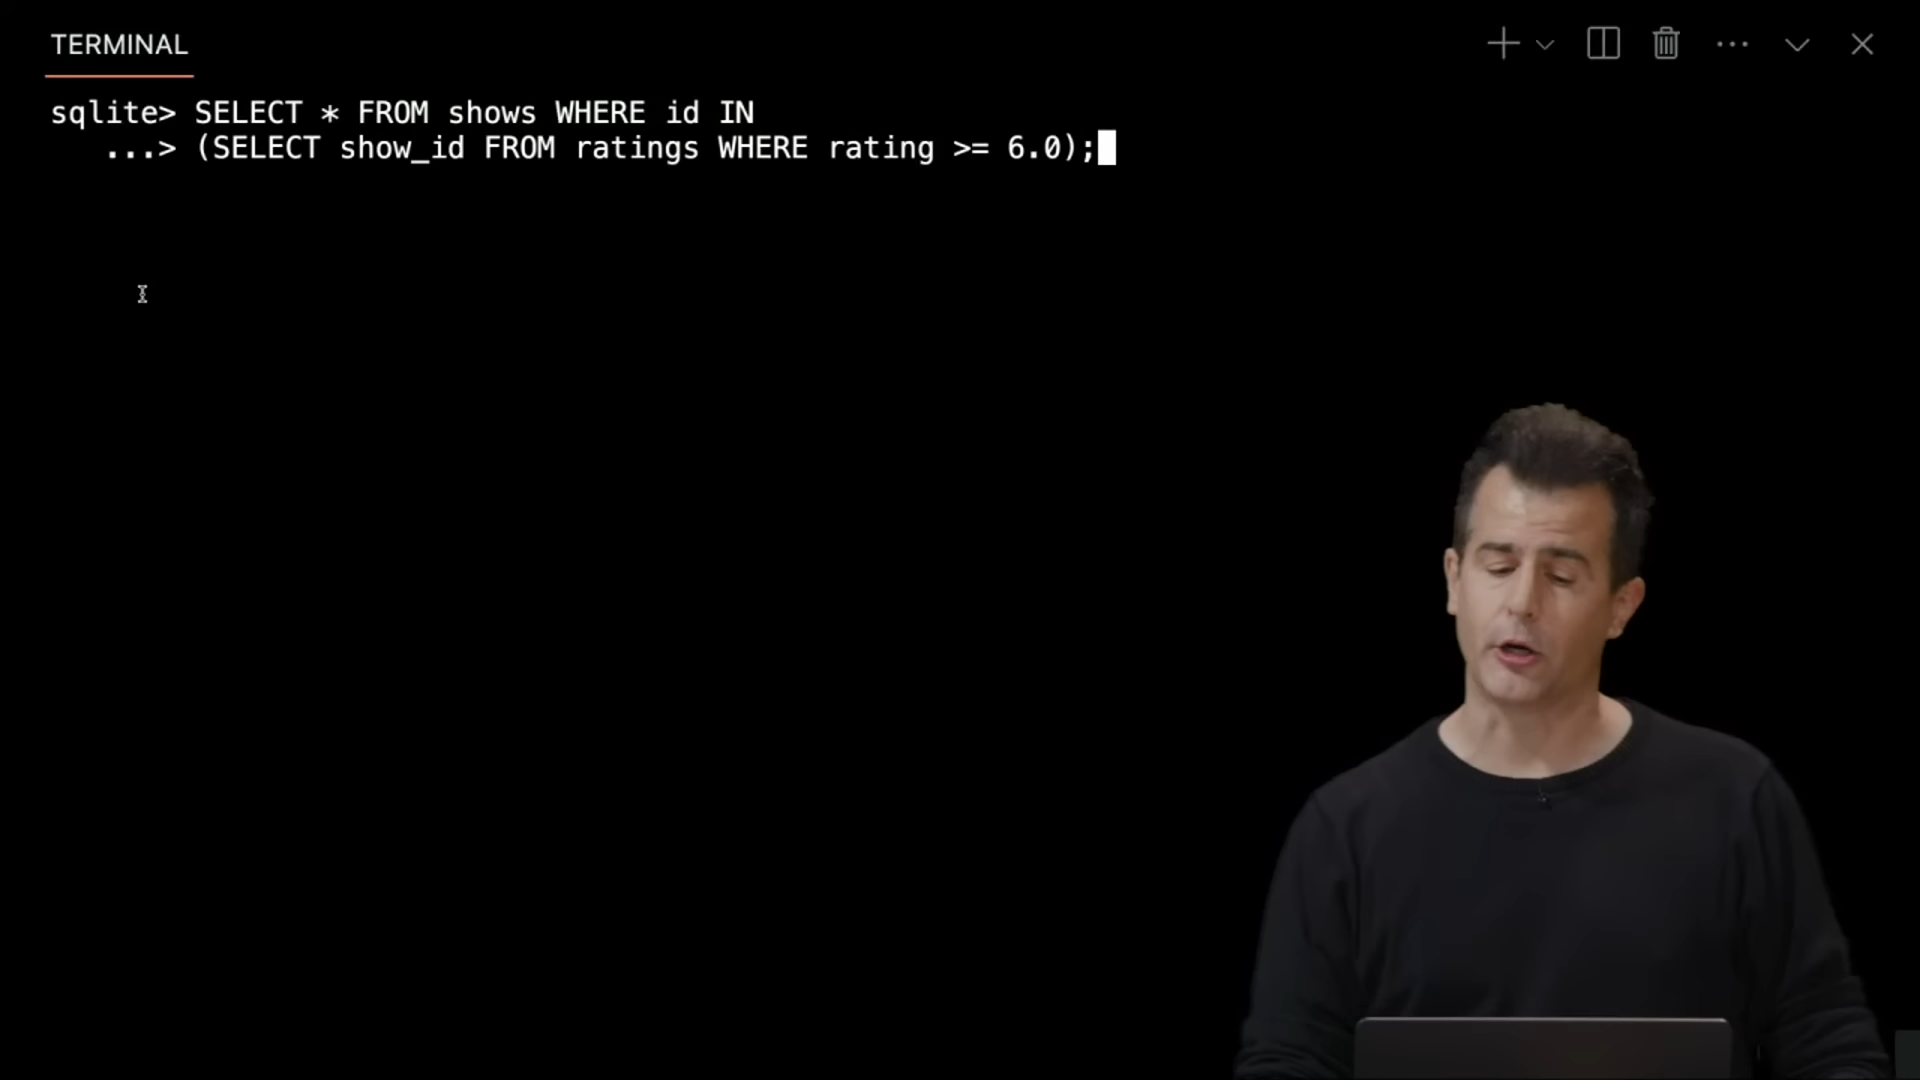 TERMINAL
sqlite> SELECT * FROM shows WHERE id IN
...> (SELECT show_id FROM ratings WHERE rating >= 6.0);